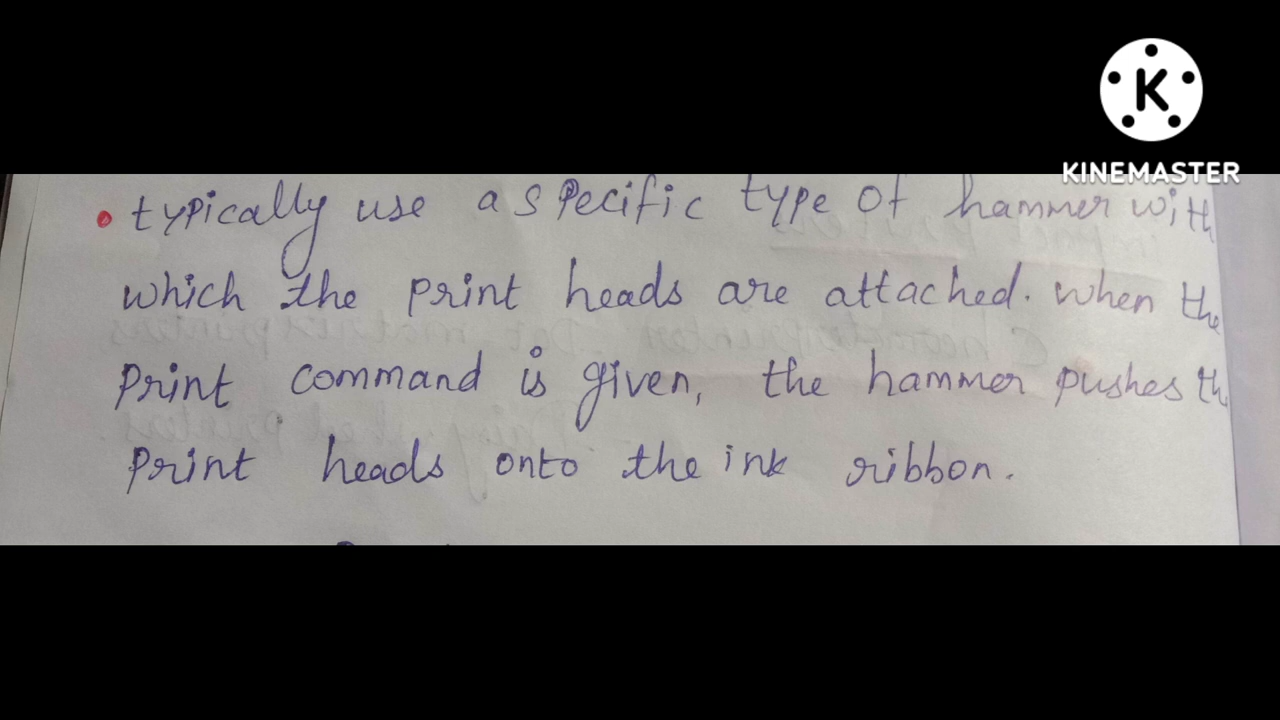 KINEMASTER
typically use a specific type of hammer with
which the print heads are attached. when the
print command is given, the hammer pushes the
print heads onto the ink ribbon.